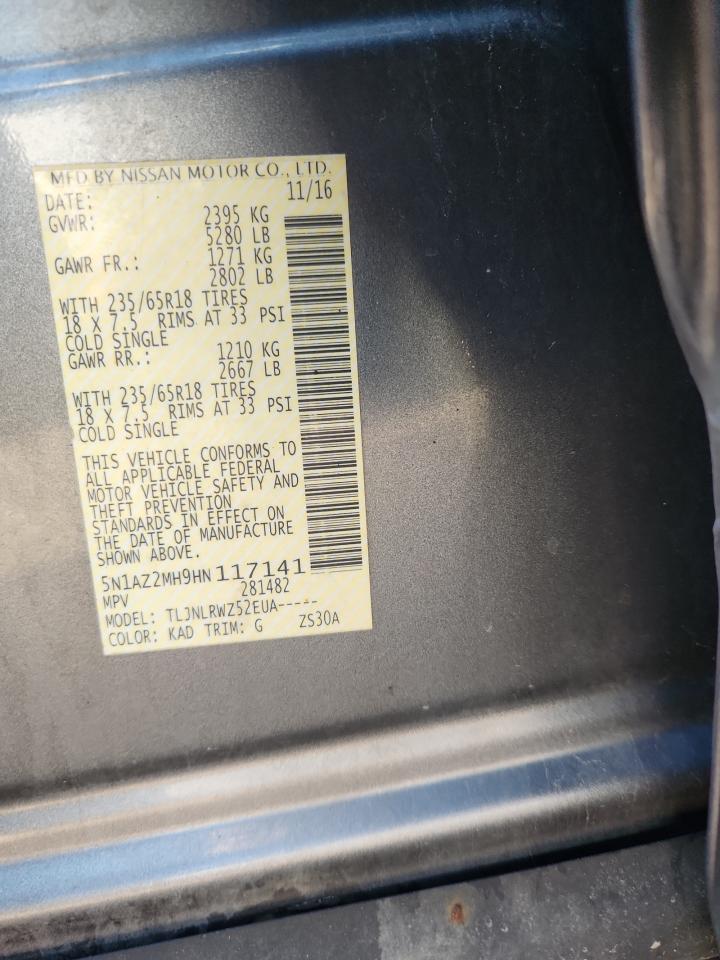 MFD BY NISSAN MOTOR CO., LTD.
DATE: 11/16
GVWR: 2395 KG
5280 LB
GAWR FR.: 1271 KG
2802 LB
WITH 235/65R18 TIRES
18 X 7.5 RIMS AT 33 PSI
COLD SINGLE
GAWR RR.: 1210 KG
2667 LB
WITH 235/65R18 TIRES
18 X 7.5 RIMS AT 33 PSI
COLD SINGLE
THIS VEHICLE CONFORMS TO
ALL APPLICABLE FEDERAL
MOTOR VEHICLE SAFETY AND
THEFT PREVENTION
STANDARDS IN EFFECT ON
THE DATE OF MANUFACTURE
SHOWN ABOVE.
5N1AZ2MH9HN117141
MPV 281482
MODEL: TLJNLRWZ52EUA-----
COLOR: KAD TRIM: G ZS30A